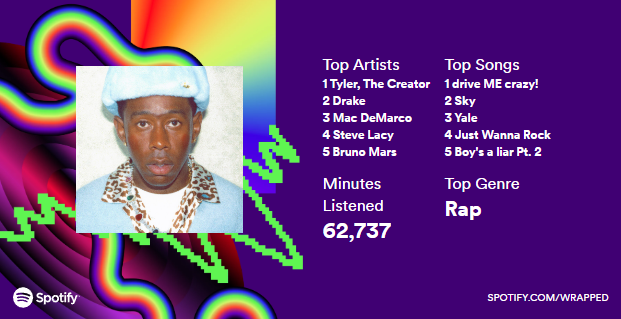 Top Artists
1 Tyler, The Creator
2 Drake
3 Mac DeMarco
4 Steve Lacy
5 Bruno Mars
Minutes
Listened
62,737
Top Songs
1 drive ME crazy!
2 Sky
3 Yale
4 Just Wanna Rock
5 Boy's a liar Pt. 2
Top Genre
Rap
Spotify
SPOTIFY.COM/WRAPPED